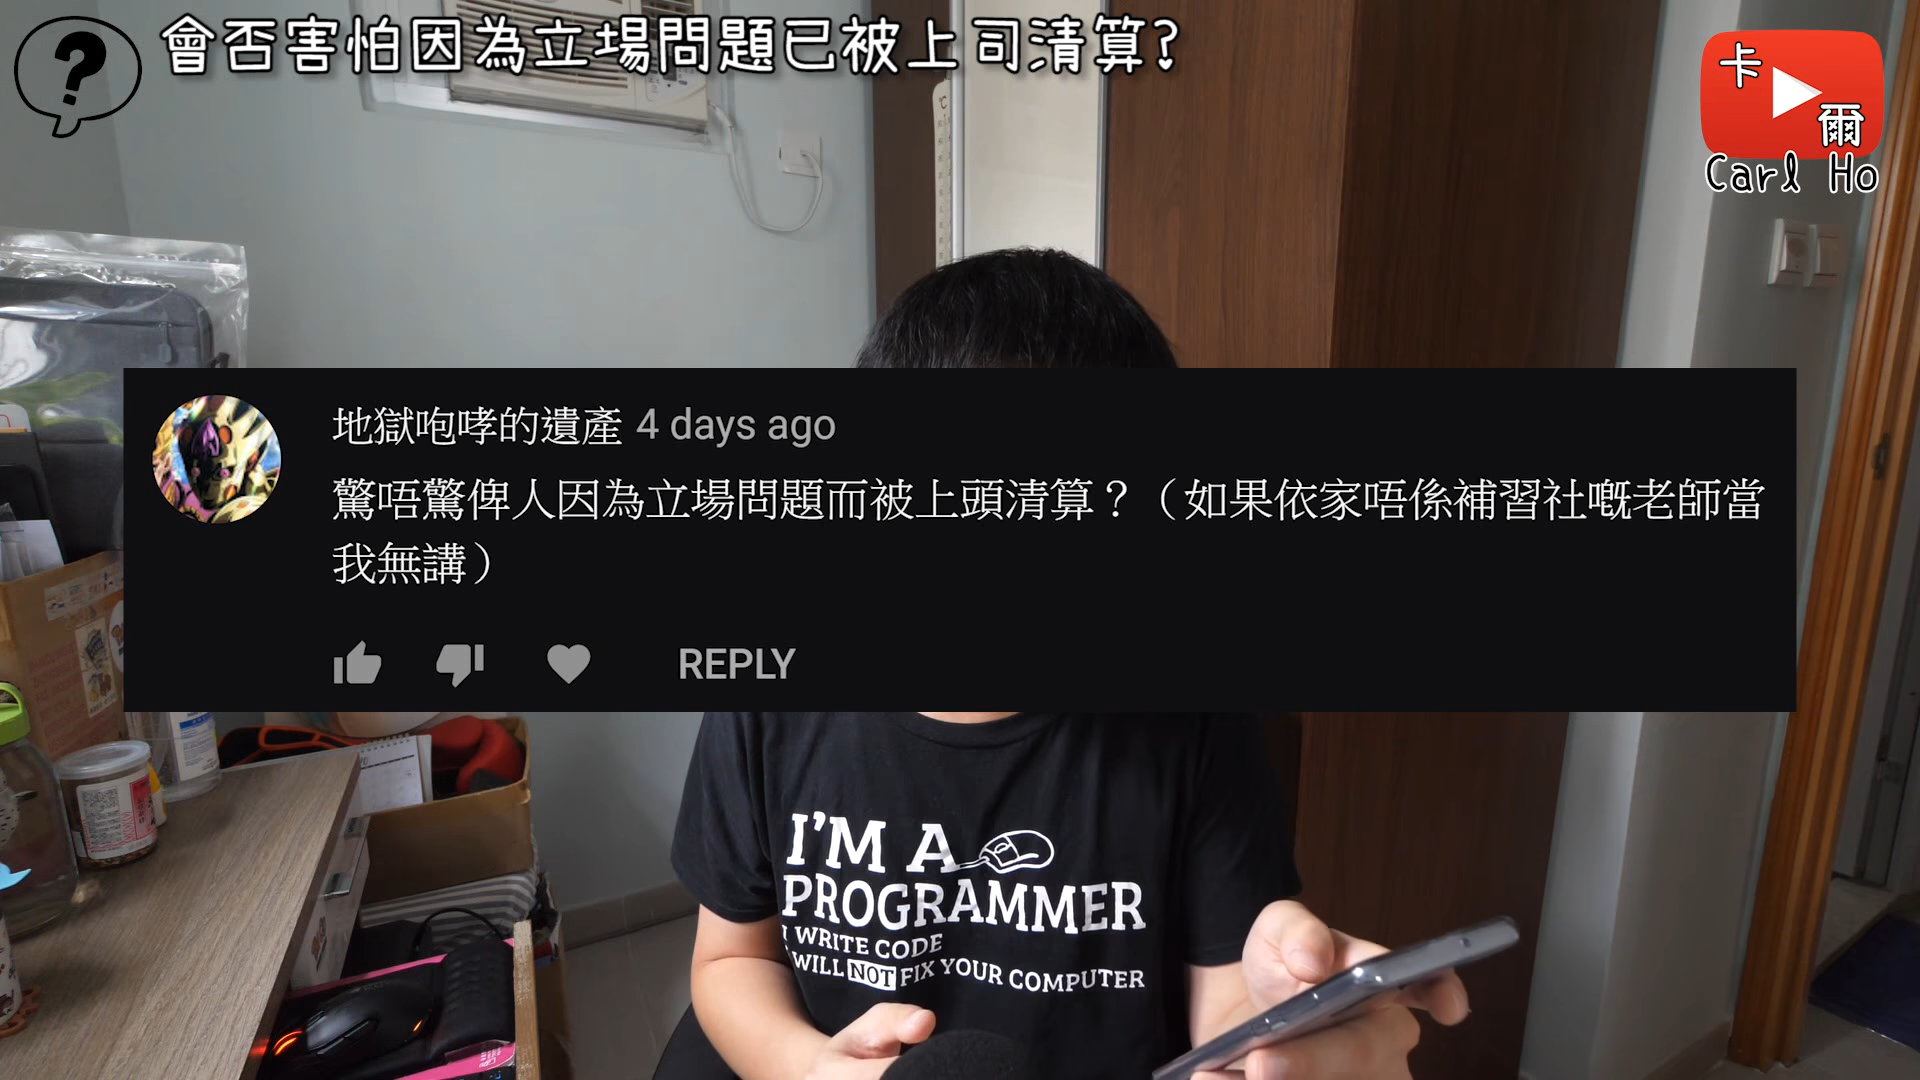 會否害怕因為立場問題已被上司清算?
卡
爾
Carl Ho
地獄咆哮的遺產 4 days ago
驚唔驚俾人因為立場問題而被上頭清算？（如果依家唔係補習社嘅老師當
我無講）
REPLY
I'M A
PROGRAMMER
I WRITE CODE
I WILL NOT FIX YOUR COMPUTER